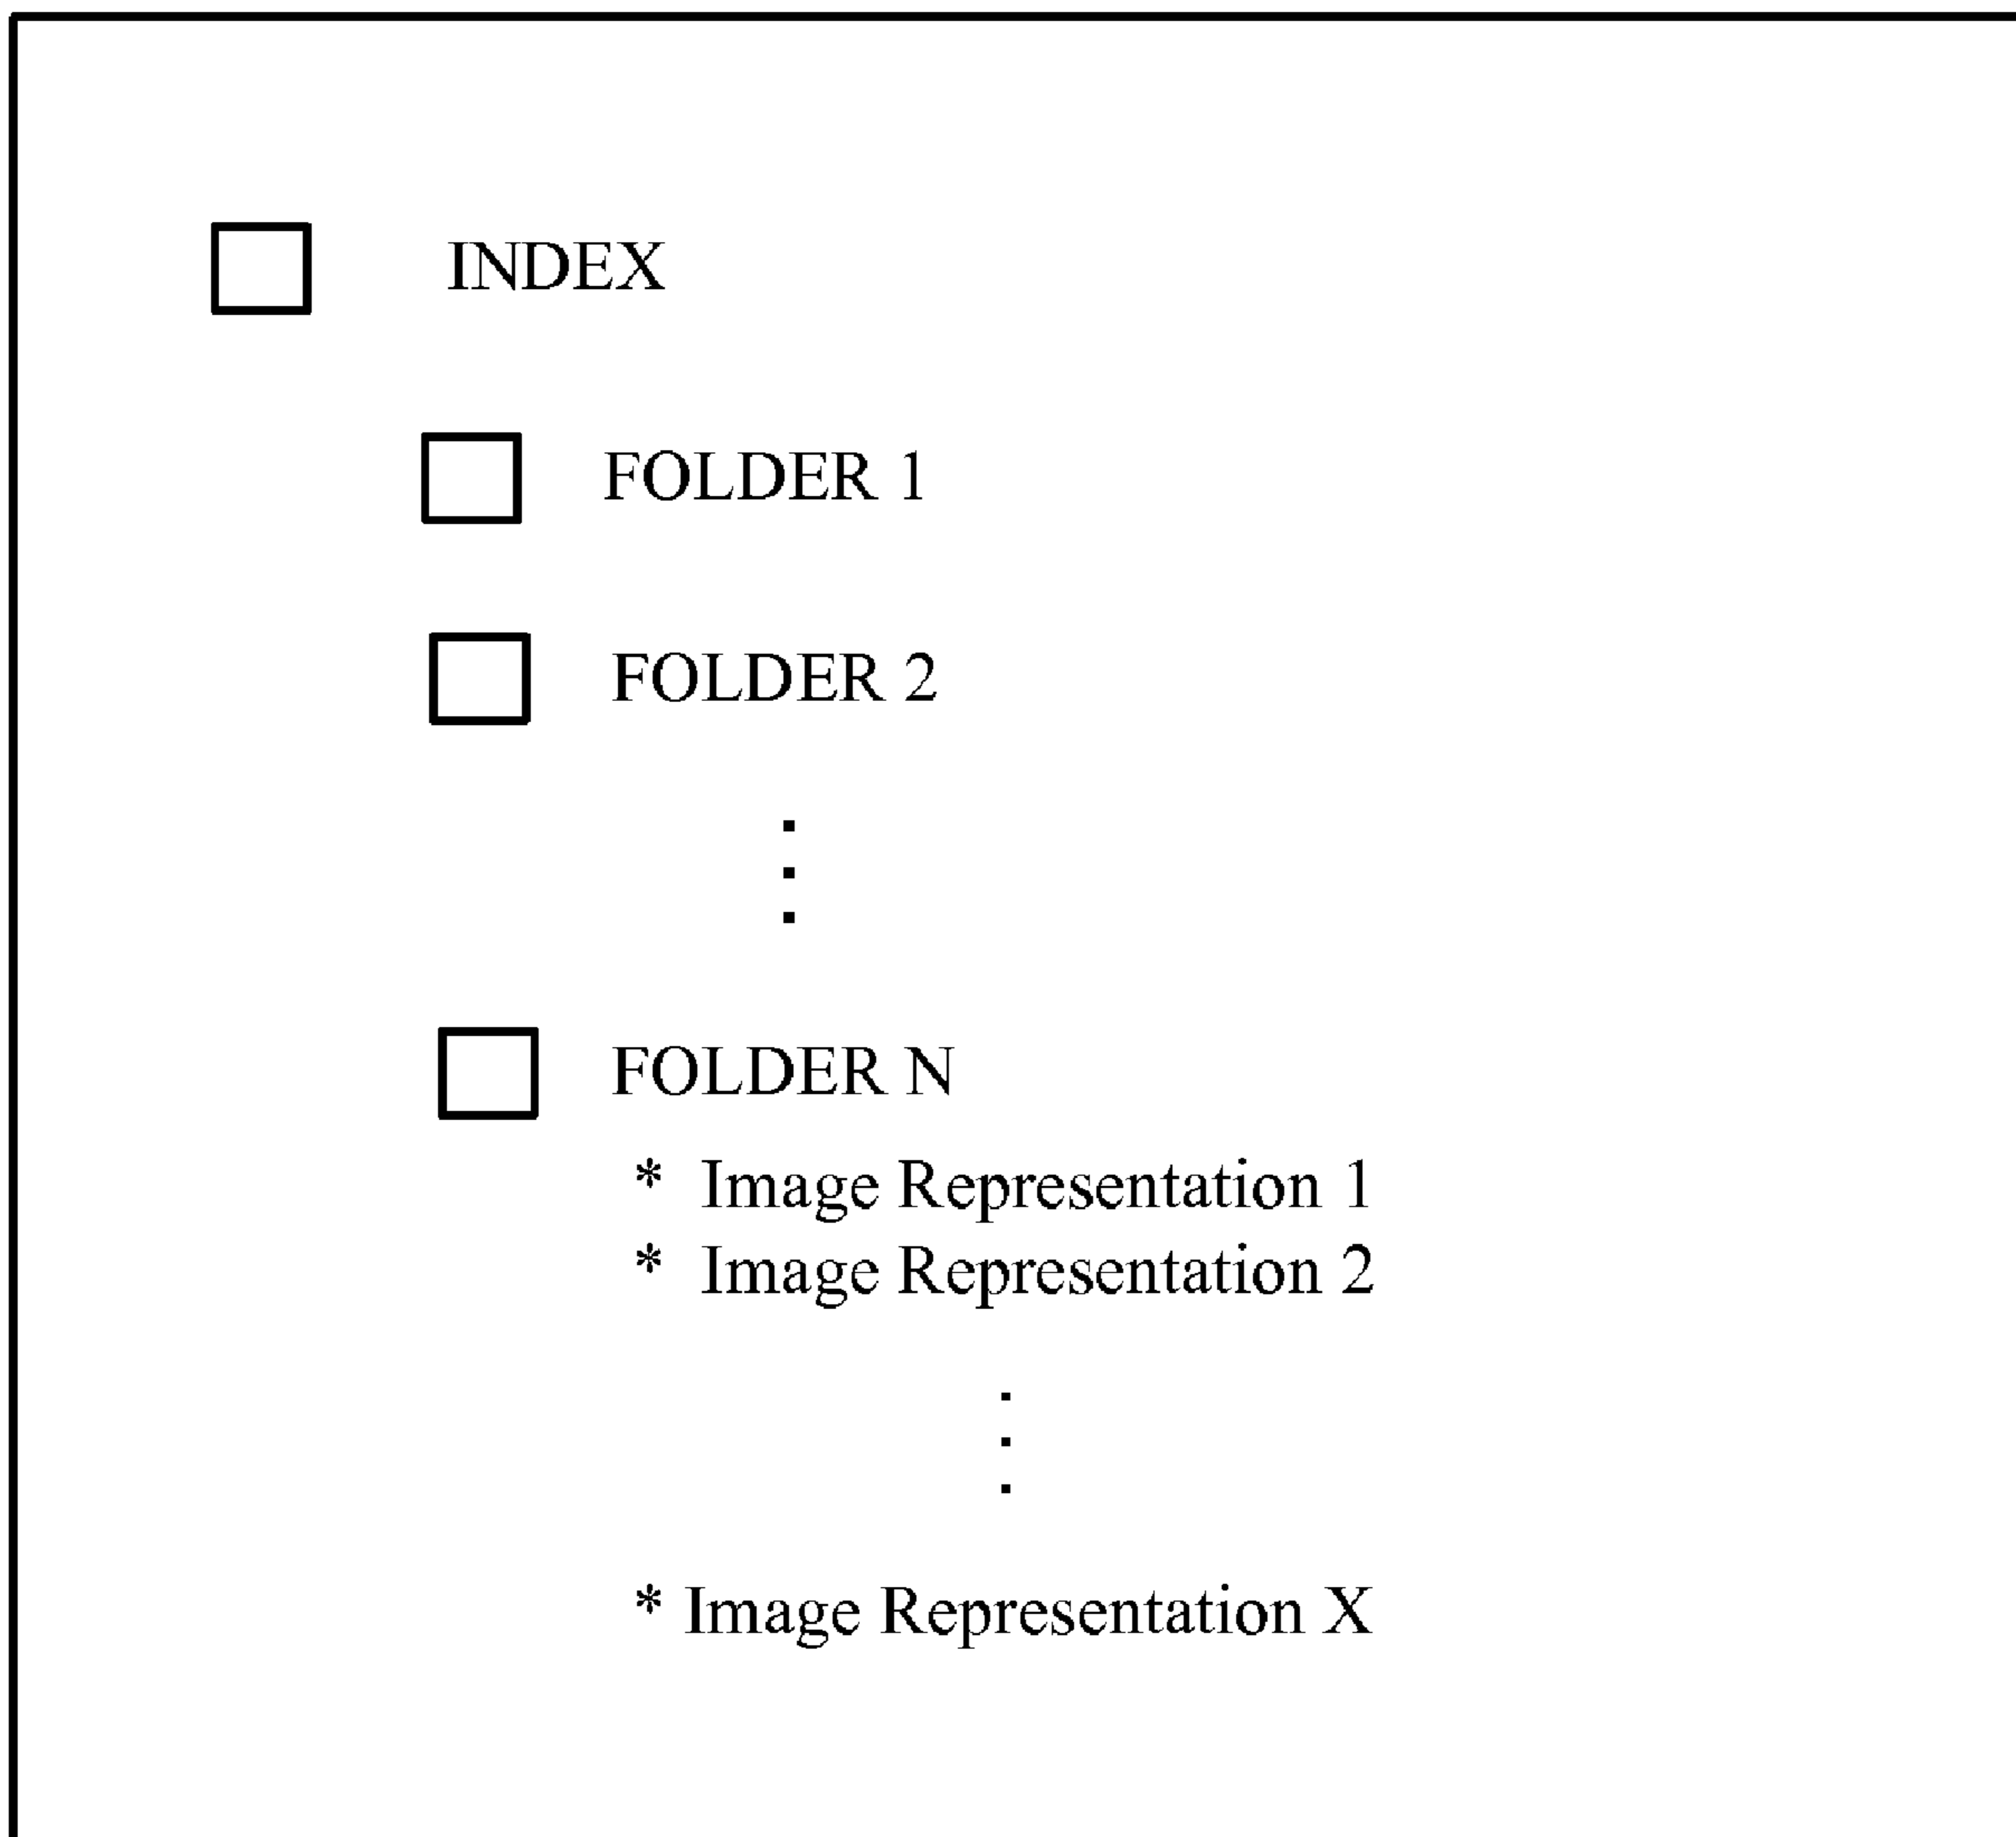 INDEX
FOLDER 1
FOLDER 2
.
.
.
FOLDER N
* Image Representation 1
* Image Representation 2
.
.
.
* Image Representation X